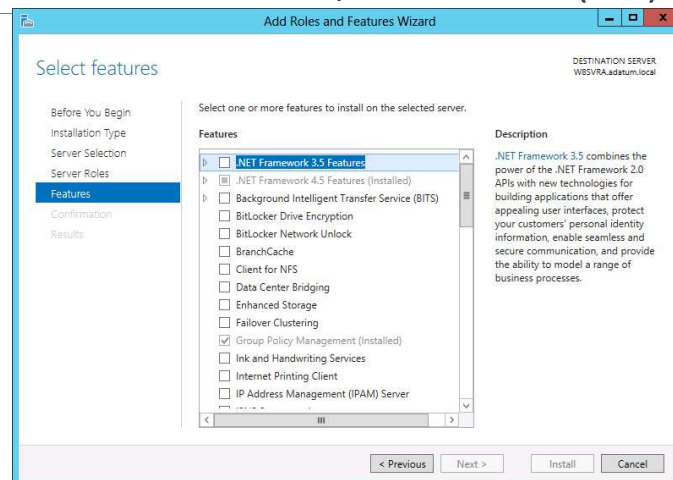 Add Roles and Features Wizard
Select features
DESTINATION SERVER
W8SVRA.adatum.local
Before You Begin
Installation Type
Server Selection
Server Roles
Features
Confirmation
Results
Select one or more features to install on the selected server.
Features
.NET Framework 3.5 Features
.NET Framework 4.5 Features (Installed)
Background Intelligent Transfer Service (BITS)
BitLocker Drive Encryption
BitLocker Network Unlock
BranchCache
Client for NFS
Data Center Bridging
Enhanced Storage
Failover Clustering
Group Policy Management (Installed)
Ink and Handwriting Services
Internet Printing Client
IP Address Management (IPAM) Server
Description
.NET Framework 3.5 combines the
power of the .NET Framework 2.0
APIs with new technologies for
building applications that offer
appealing user interfaces, protect
your customers' personal identity
information, enable seamless and
secure communication, and provide
the ability to model a range of
business processes.
< Previous
Next >
Install
Cancel